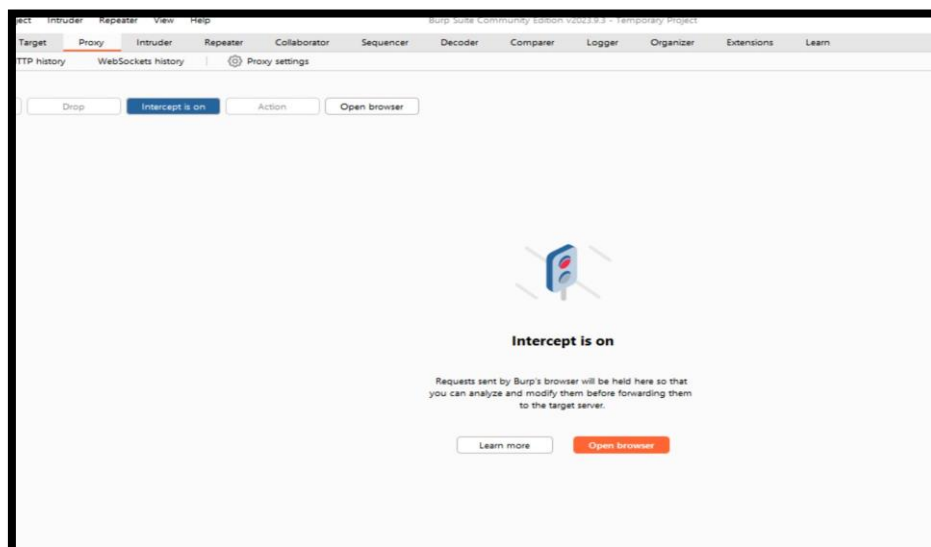 ject Intruder Repeater View Help Burp Suite Community Edition v2023.9.3 - Temporary Project
Target Proxy Intruder Repeater Collaborator Sequencer Decoder Comparer Logger Organizer Extensions Learn
TTP history WebSockets history Proxy settings
Drop Intercept is on Action Open browser
Intercept is on
Requests sent by Burp's browser will be held here so that
you can analyze and modify them before forwarding them
to the target server.
Learn more Open browser